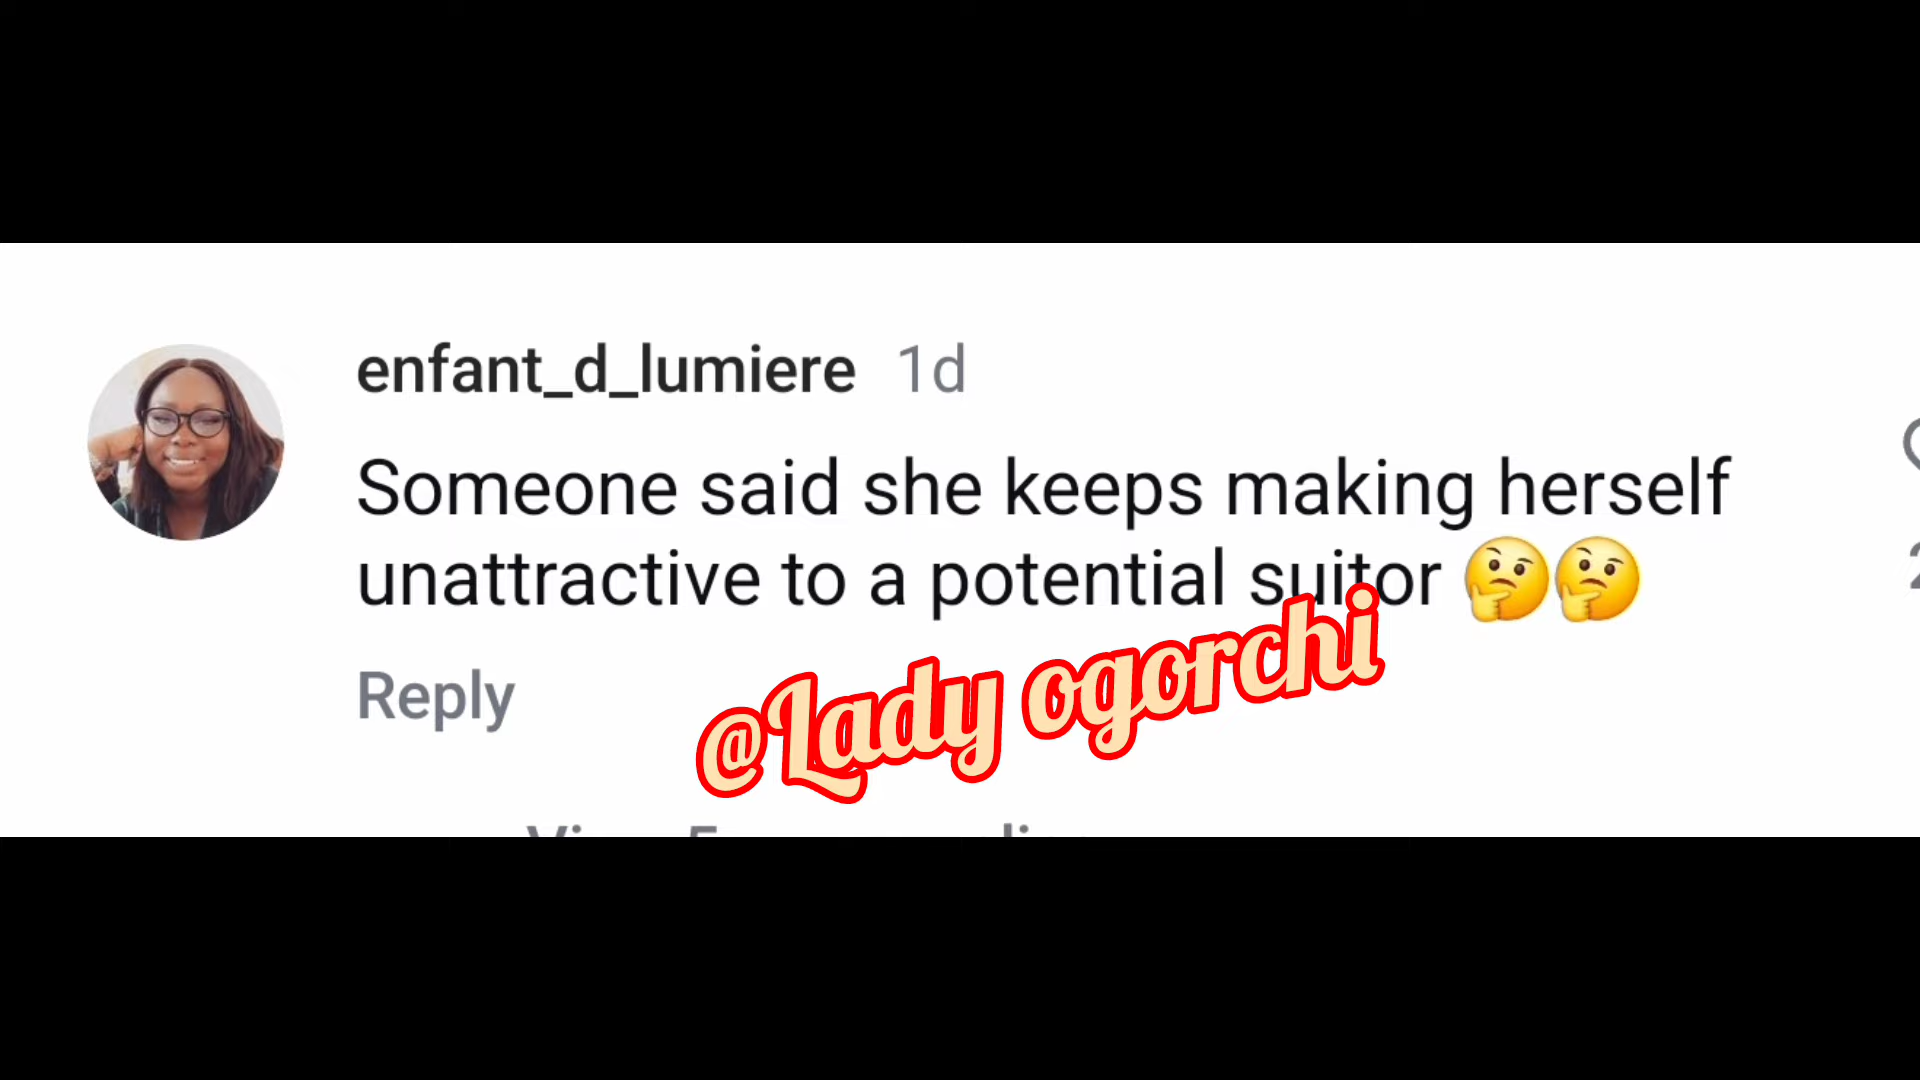 enfant_d_lumiere 1d
Someone said she keeps making herself
unattractive to a potential suitor 🤔🤔
Reply
@Lady ogorchi